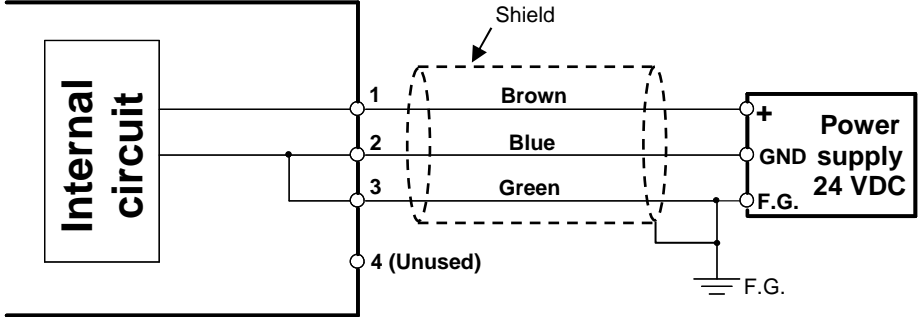 Shield
Internal
circuit
1
Brown
2
Blue
3
Green
4 (Unused)
+
GND
F.G.
Power
supply
24 VDC
F.G.